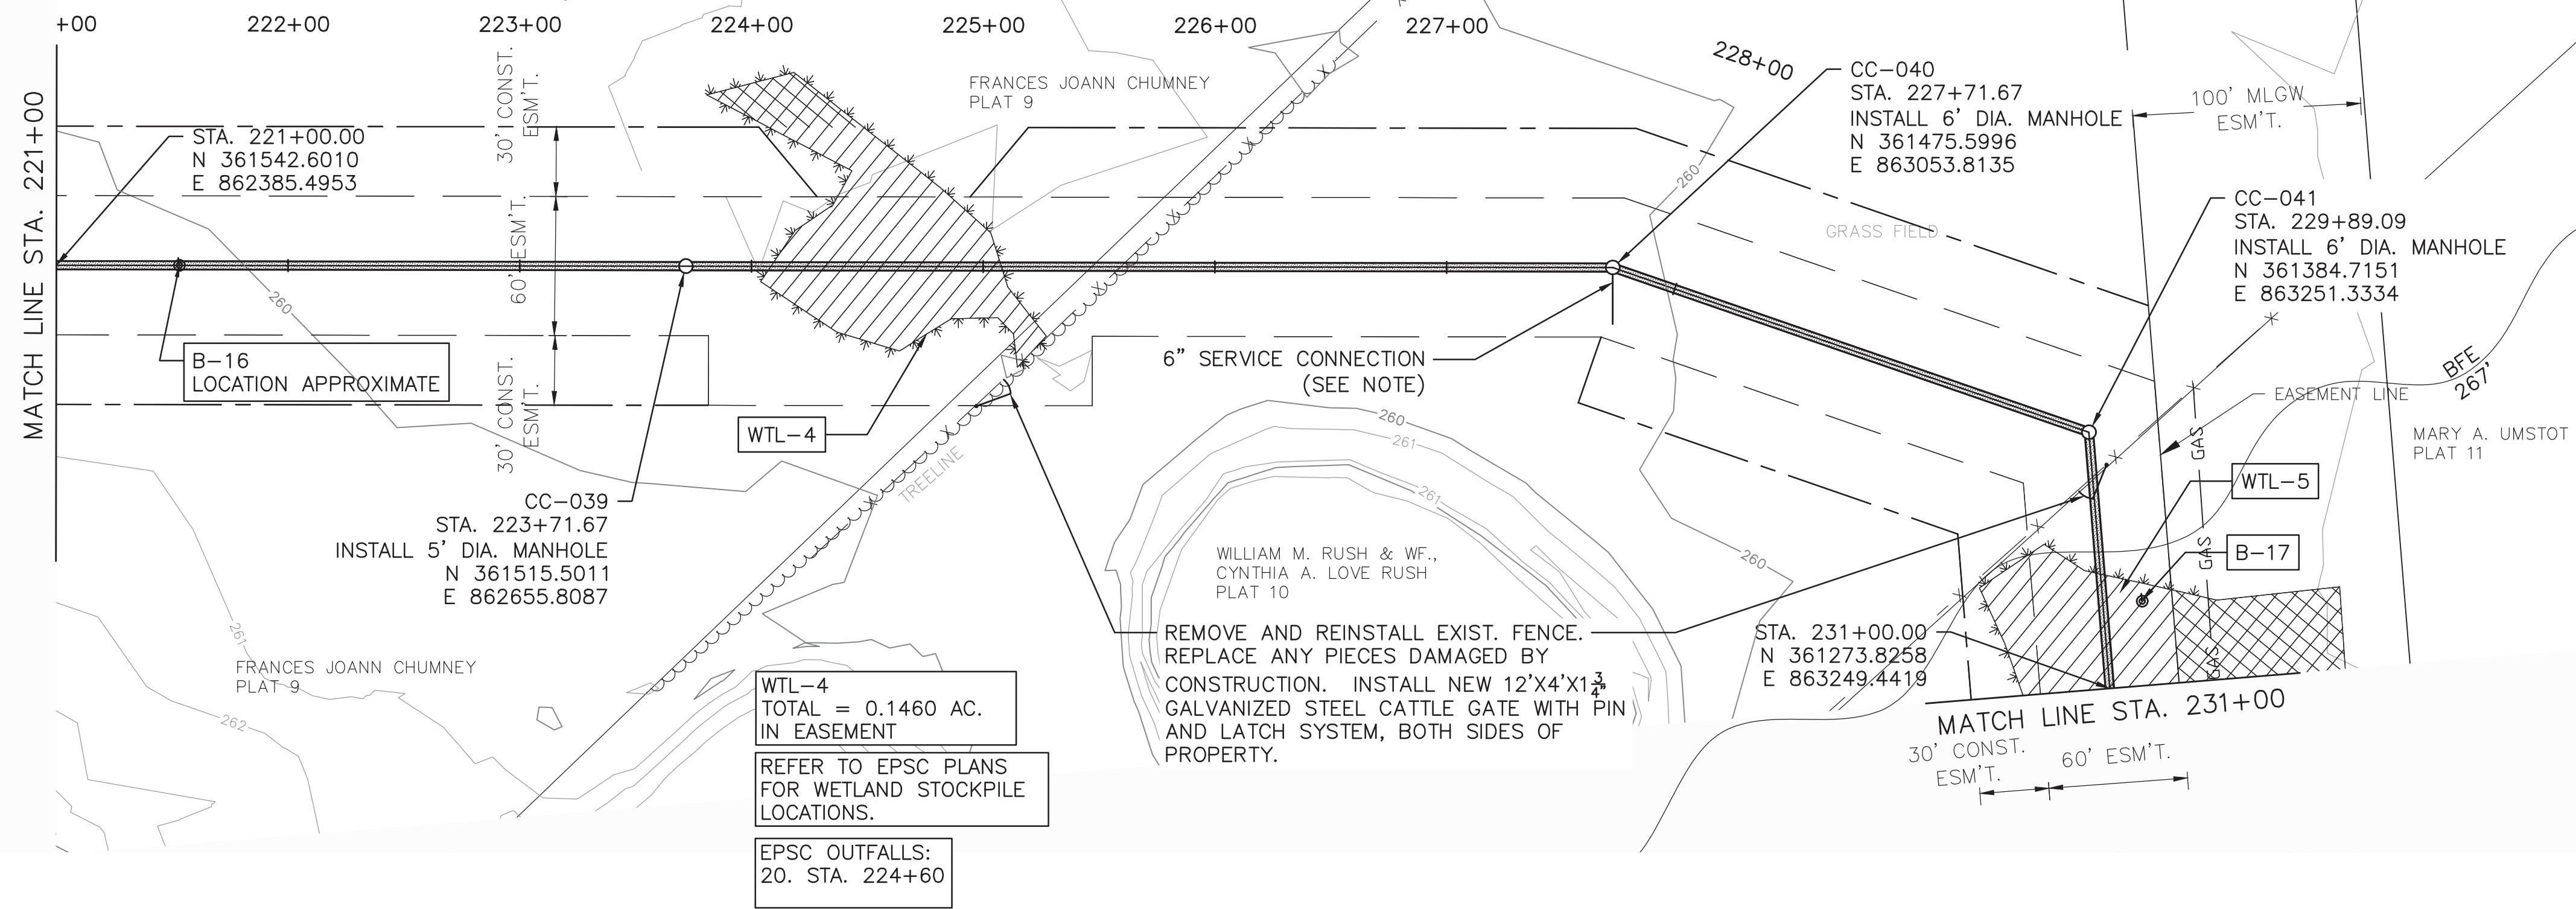 +00
222+00
223+00
224+00
225+00
226+00
227+00
228+00
MATCH LINE STA. 221+00
STA. 221+00.00
N 361542.6010
E 862385.4953
30' CONST.
ESM'T.
60' ESM'T.
30' CONST.
ESM'T.
FRANCES JOANN CHUMNEY
PLAT 9
CC-040
STA. 227+71.67
INSTALL 6' DIA. MANHOLE
N 361475.5996
E 863053.8135
100' MLGW
ESM'T.
260
GRASS FIELD
CC-041
STA. 229+89.09
INSTALL 6' DIA. MANHOLE
N 361384.7151
E 863251.3334
260
B-16
LOCATION APPROXIMATE
6" SERVICE CONNECTION
(SEE NOTE)
BFE
267'
EASEMENT LINE
MARY A. UMSTOT
PLAT 11
WTL-4
TREELINE
260
261
261
GAS
WTL-5
CC-039
STA. 223+71.67
INSTALL 5' DIA. MANHOLE
N 361515.5011
E 862655.8087
WILLIAM M. RUSH & WF.,
CYNTHIA A. LOVE RUSH
PLAT 10
260
GAS
B-17
261
FRANCES JOANN CHUMNEY
PLAT 9
262
REMOVE AND REINSTALL EXIST. FENCE.
REPLACE ANY PIECES DAMAGED BY
CONSTRUCTION. INSTALL NEW 12'X4'X1¾"
GALVANIZED STEEL CATTLE GATE WITH PIN
AND LATCH SYSTEM, BOTH SIDES OF
PROPERTY.
STA. 231+00.00
N 361273.8258
E 863249.4419
GAS
MATCH LINE STA. 231+00
30' CONST.
ESM'T.
60' ESM'T.
WTL-4
TOTAL = 0.1460 AC.
IN EASEMENT
REFER TO EPSC PLANS
FOR WETLAND STOCKPILE
LOCATIONS.
EPSC OUTFALLS:
20. STA. 224+60